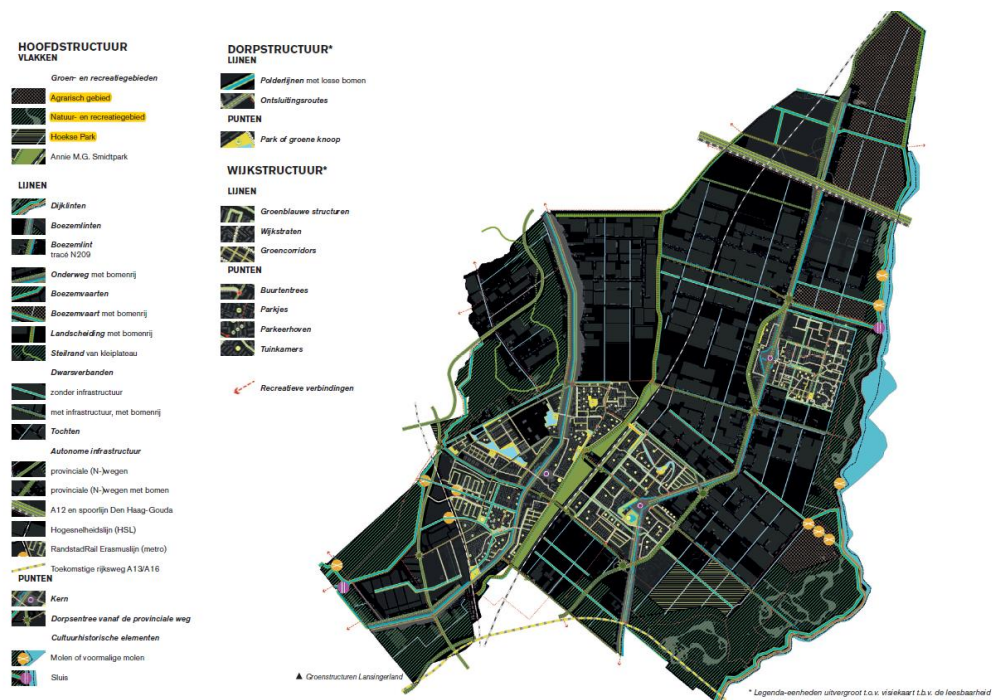 HOOFDSTRUCTUUR
VLAKKEN
Groen- en recreatiegebieden
Agrarisch gebied
Natuur- en recreatiegebied
Hoekse Park
Annie M.G. Smidtpark
LIJNEN
Dijklinten
Boezemlinten
Boezemlint
tracé N209
Onderweg met bomenrij
Boezemvaarten
Boezemvaart met bomenrij
Landscheiding met bomenrij
Steilrand van kleiplateau
Dwarsverbanden
zonder infrastructuur
met infrastructuur, met bomenrij
Tochten
Autonome infrastructuur
provinciale (N-)wegen
provinciale (N-)wegen met bomen
A12 en spoorlijn Den Haag-Gouda
Hogesnelheidslijn (HSL)
RandstadRail Erasmuslijn (metro)
Toekomstige rijksweg A13/A16
PUNTEN
Kern
Dorpsentree vanaf de provinciale weg
Cultuurhistorische elementen
Molen of voormalige molen
Sluis
DORPSTRUCTUUR*
LIJNEN
Polderlijnen met losse bomen
Ontsluitingsroutes
PUNTEN
Park of groene knoop
WIJKSTRUCTUUR*
LIJNEN
Groenblauwe structuren
Wijkstraten
Groencorridors
PUNTEN
Buurtentrees
Parkjes
Parkeerhoven
Tuinkamers
Recreatieve verbindingen
▲ Groenstructuren Lansingerland
* Legenda-eenheden uitvergroot t.o.v. visiekaart t.b.v. de leesbaarheid